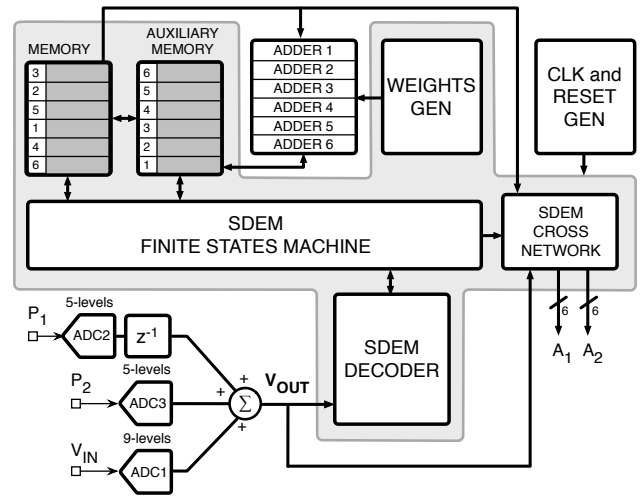 MEMORY
AUXILIARY
MEMORY
3
2
5
1
4
6
6
5
4
3
2
1
ADDER 1
ADDER 2
ADDER 3
ADDER 4
ADDER 5
ADDER 6
WEIGHTS
GEN
CLK and
RESET
GEN
SDEM
FINITE STATES MACHINE
SDEM
CROSS
NETWORK
6
6
A1
A2
SDEM
DECODER
5-levels
P1
ADC2
z-1
5-levels
P2
ADC3
9-levels
VIN
ADC1
+
+
+
Σ
VOUT